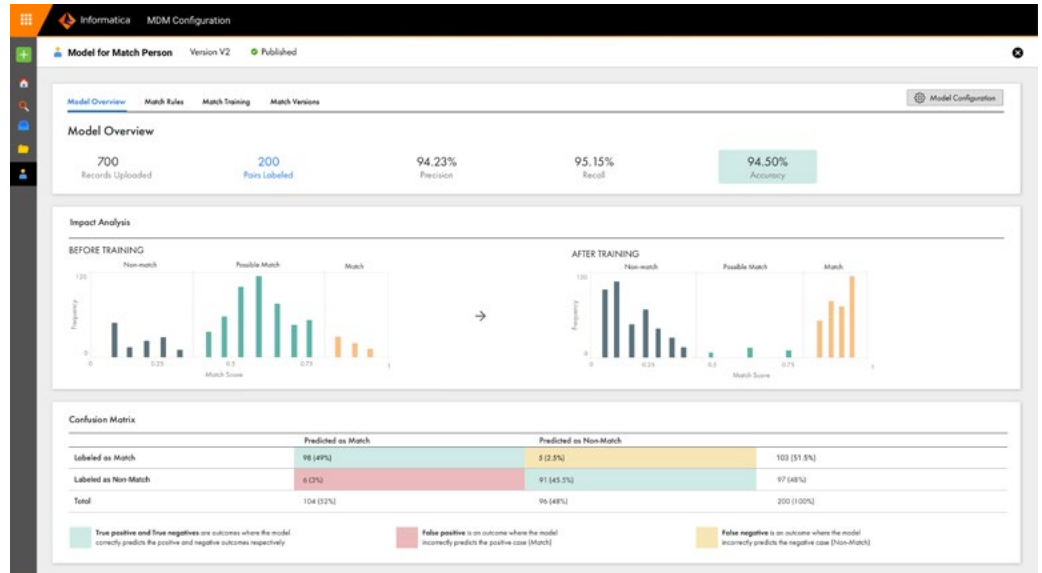 Informatica MDM Configuration
Model for Match Person Version V2 Published
Model Overview Match Rules Match Training Match Versions Model Configuration
Model Overview
700 200 94.23% 95.15% 94.50%
Records Uploaded Pairs Labeled Precision Recall Accuracy
Impact Analysis
BEFORE TRAINING
Non-match Possible Match Match
120
Frequency
0
0 0.25 0.5 0.75 1
Match Score
AFTER TRAINING
Non-match Possible Match Match
120
Frequency
0
0 0.25 0.5 0.75 1
Match Score
Confusion Matrix
Predicted as Match Predicted as Non-Match
Labeled as Match 98 (49%) 5 (2.5%) 103 (51.5%)
Labeled as Non-Match 6 (3%) 91 (45.5%) 97 (48%)
Total 104 (52%) 96 (48%) 200 (100%)
True positive and True negatives are outcomes where the model
correctly predicts the positive and negative outcomes respectively
False positive is an outcome where the model
incorrectly predicts the positive case (Match)
False negative is an outcome where the model
incorrectly predicts the negative case (Non-Match)